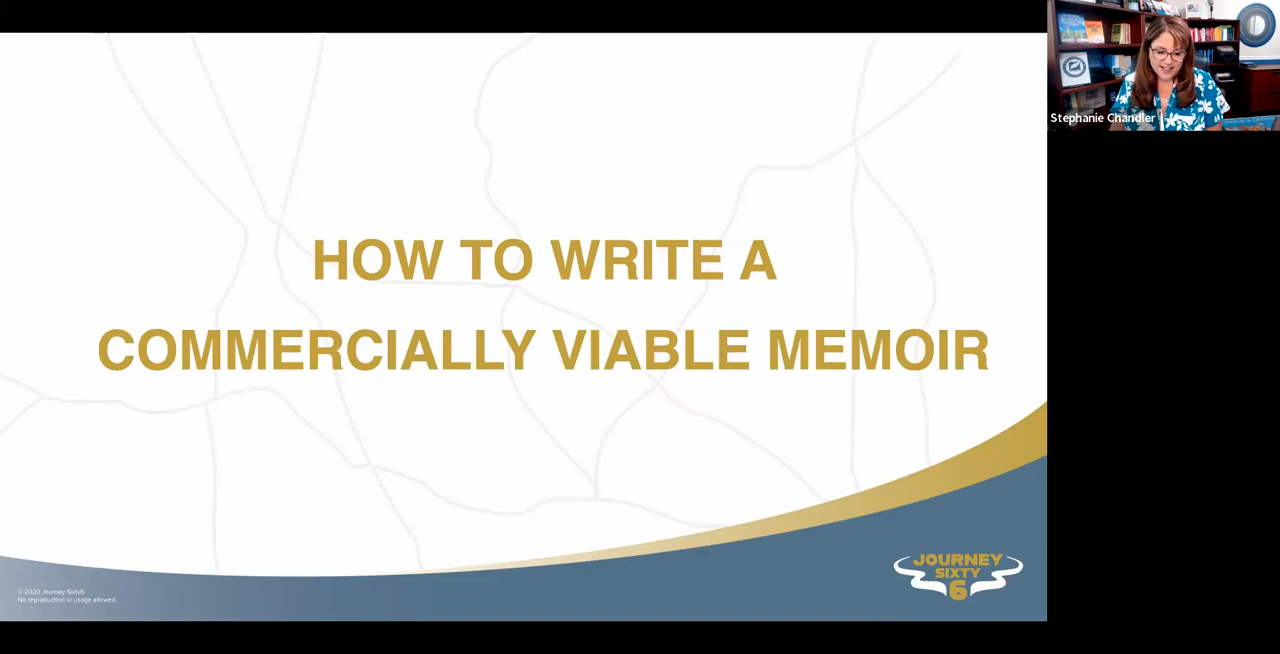 Stephanie Chandler
HOW TO WRITE A
COMMERCIALLY VIABLE MEMOIR
JOURNEY
SIXTY
6
© 2020 Journey Sixty6
No reproduction or usage allowed.